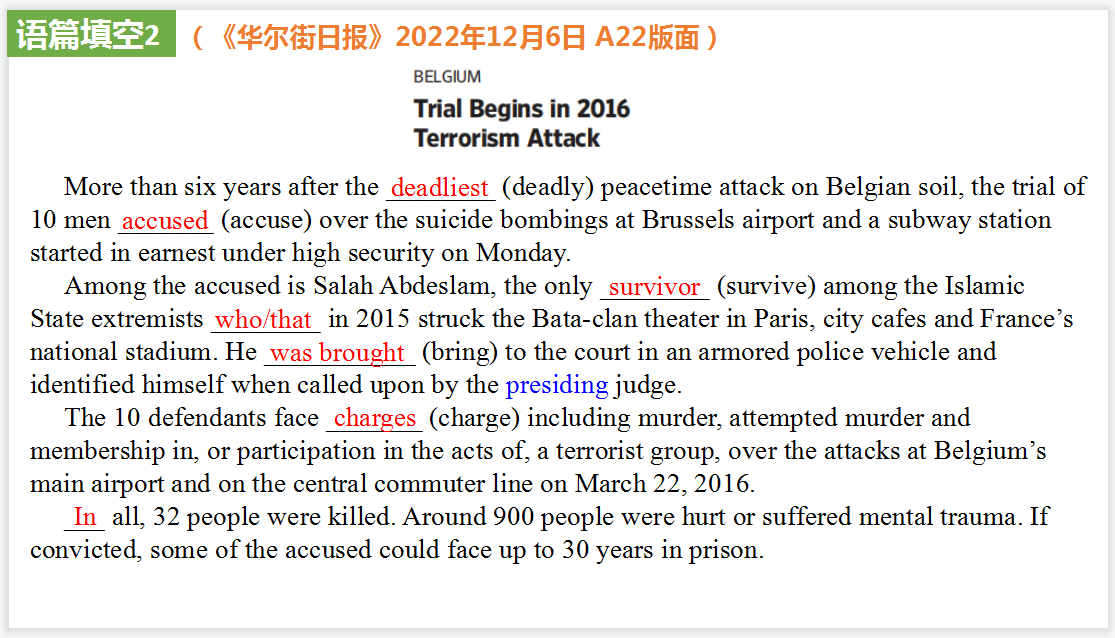 语篇填空2 (《华尔街日报》2022年12月6日 A22版面)
BELGIUM
Trial Begins in 2016
Terrorism Attack
More than six years after the deadliest (deadly) peacetime attack on Belgian soil, the trial of
10 men accused (accuse) over the suicide bombings at Brussels airport and a subway station
started in earnest under high security on Monday.
Among the accused is Salah Abdeslam, the only survivor (survive) among the Islamic
State extremists who/that in 2015 struck the Bata-clan theater in Paris, city cafes and France’s
national stadium. He was brought (bring) to the court in an armored police vehicle and
identified himself when called upon by the presiding judge.
The 10 defendants face charges (charge) including murder, attempted murder and
membership in, or participation in the acts of, a terrorist group, over the attacks at Belgium’s
main airport and on the central commuter line on March 22, 2016.
In all, 32 people were killed. Around 900 people were hurt or suffered mental trauma. If
convicted, some of the accused could face up to 30 years in prison.